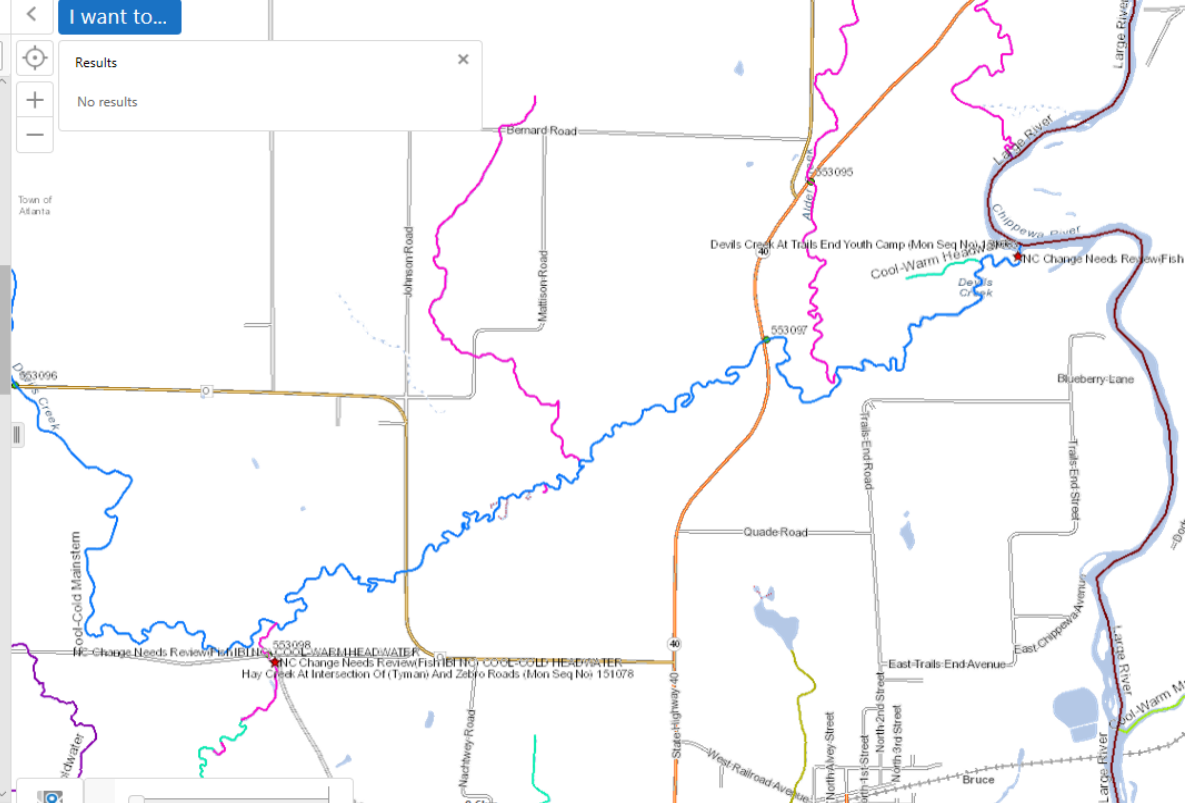 I want to...
Results
No results
Large River
Bernard Road
Large River
553095
Alder Creek
Town of
Atlanta
Johnson Road
Mattison Road
Chippewa River
Devils Creek At Trails End Youth Camp (Mon Seq No)
40
Cool-Warm Headwater
NC Change Needs Review(Fish
Devils
Creek
553097
553096
Devils Creek
O
Blueberry Lane
Trails End Road
Trails End Street
Quade Road
Cool-Cold Mainstem
East Chippewa Avenue
553098
40
NC Change Needs Review(Fish IBI NC) COOL-WARM HEADWATER
NC Change Needs Review(Fish IBI NC) COOL-COLD HEADWATER
Hay Creek At Intersection Of (Tyman) And Zebro Roads (Mon Seq No) 151078
East Trails End Avenue
Large River
State Highway 40
North 2nd Street
North 3rd Street
North Alvey Street
Nachtwey Road
West Railroad Avenue
Large River
Bruce